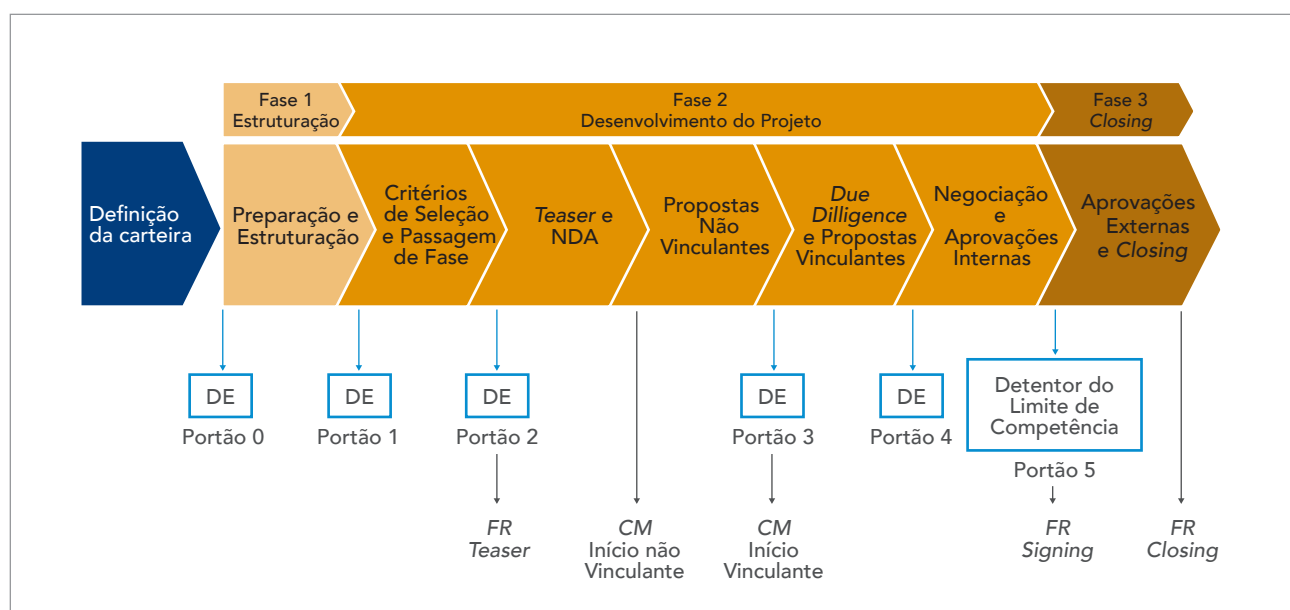 Fase 1
Estruturação
Fase 2
Desenvolvimento do Projeto
Fase 3
Closing
Definição
da carteira
Preparação e
Estruturação
Critérios
de Seleção
e Passagem
de Fase
Teaser e
NDA
Propostas
Não
Vinculantes
Due
Dilligence
e Propostas
Vinculantes
Negociação
e
Aprovações
Internas
Aprovações
Externas
e Closing
DE
Portão 0
DE
Portão 1
DE
Portão 2
DE
Portão 3
DE
Portão 4
Detentor do
Limite de
Competência
Portão 5
FR
Teaser
CM
Início não
Vinculante
CM
Início
Vinculante
FR
Signing
FR
Closing